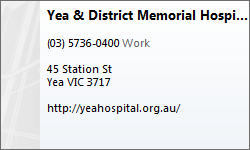 Yea & District Memorial Hospi...
(03) 5736-0400 Work
45 Station St
Yea VIC 3717
http://yeahospital.org.au/